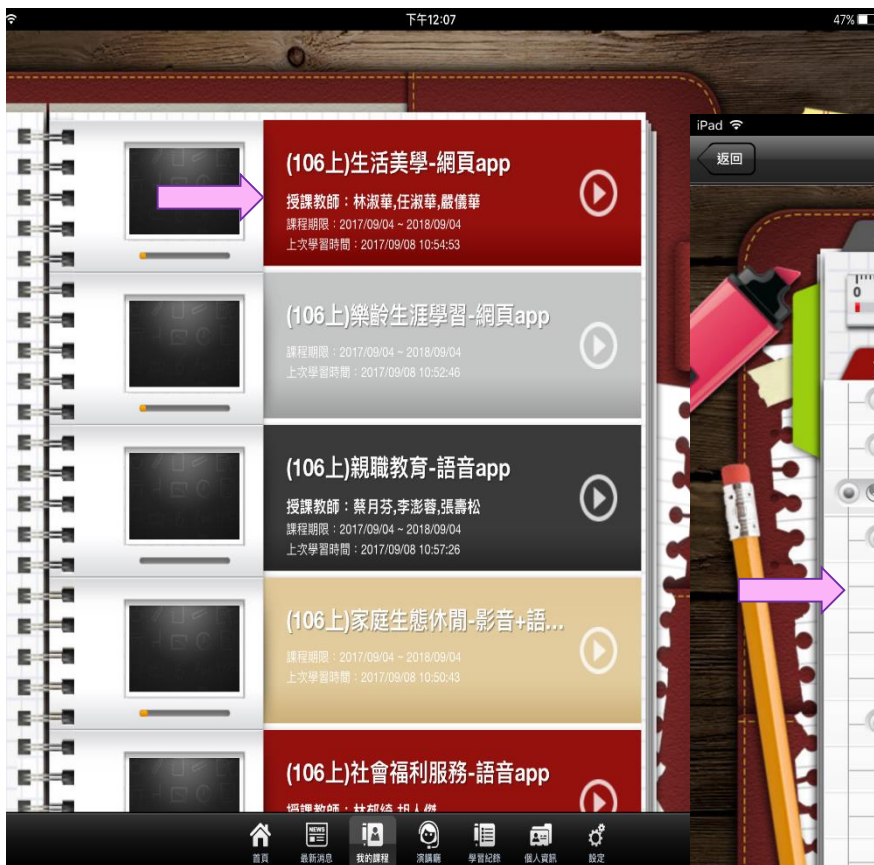 下午12:07
47%
(106上)生活美學-網頁app
授課教師：林淑華,任淑華,嚴儀華
課程期限：2017/09/04 ~ 2018/09/04
上次學習時間：2017/09/08 10:54:53
(106上)樂齡生涯學習-網頁app
課程期限：2017/09/04 ~ 2018/09/04
上次學習時間：2017/09/08 10:52:46
(106上)親職教育-語音app
授課教師：蔡月芬,李澎蓉,張壽松
課程期限：2017/09/04 ~ 2018/09/04
上次學習時間：2017/09/08 10:57:26
(106上)家庭生態休閒-影音+語...
課程期限：2017/09/04 ~ 2018/09/04
上次學習時間：2017/09/08 10:50:43
(106上)社會福利服務-語音app
授課教師：林郁綺,胡人傑
NEWS
首頁 最新消息 我的課程 演講廳 學習紀錄 個人資訊 設定
iPad
返回
0